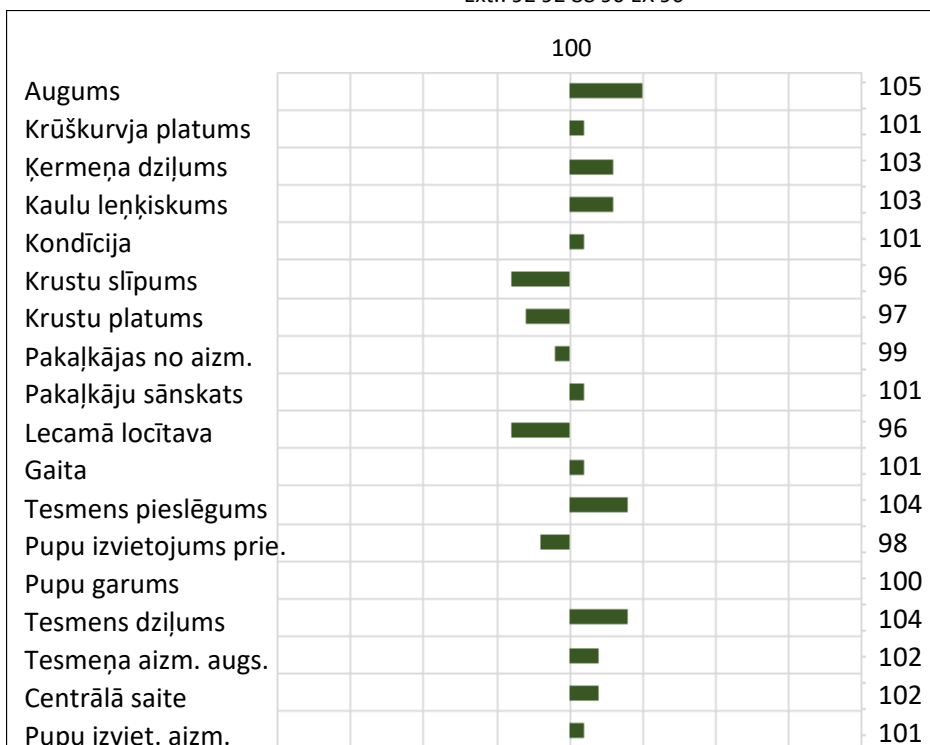 100
Augums 105
Krūškurvja platums 101
Ķermeņa dziļums 103
Kaulu leņķiskums 103
Kondīcija 101
Krustu slīpums 96
Krustu platums 97
Pakaļkājas no aizm. 99
Pakaļkāju sānskats 101
Lecamā locītava 96
Gaita 101
Tesmens pieslēgums 104
Pupu izvietojums prie. 98
Pupu garums 100
Tesmens dziļums 104
Tesmeņa aizm. augs. 102
Centrālā saite 102
Pupu izviet. aizm. 101